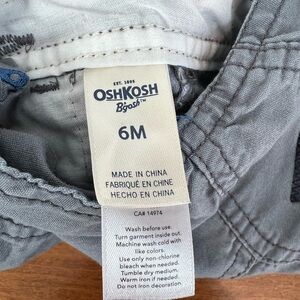 EST. 1895
OSHKOSH
B'gosh™
6M
MADE IN CHINA
FABRIQUÉ EN CHINE
HECHO EN CHINA
CA# 14974
Wash before use.
Turn garment inside out.
Machine wash cold with
like colors.
Use only non-chlorine
bleach when needed.
Tumble dry medium.
Warm iron if needed.
Do not iron decoration.